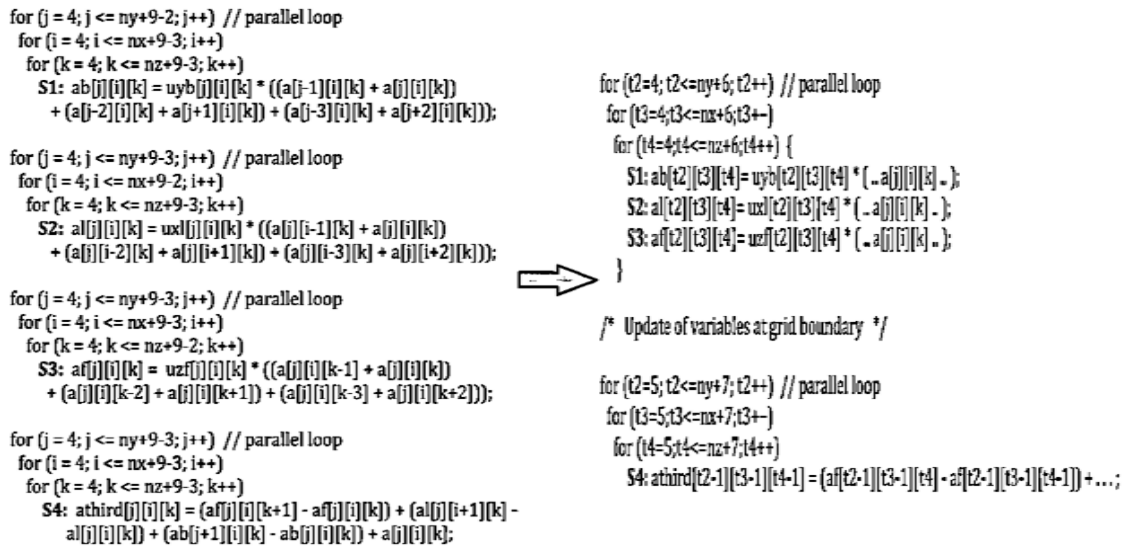 for (j = 4; j <= ny+9-2; j++) // parallel loop
for (i = 4; i <= nx+9-3; i++)
for (k = 4; k <= nz+9-3; k++)
S1: ab[j][i][k] = uyb[j][i][k] * ((a[j-1][i][k] + a[j][i][k])
+ (a[j-2][i][k] + a[j+1][i][k]) + (a[j-3][i][k] + a[j+2][i][k]));
for (j = 4; j <= ny+9-3; j++) // parallel loop
for (i = 4; i <= nx+9-2; i++)
for (k = 4; k <= nz+9-3; k++)
S2: al[j][i][k] = uxl[j][i][k] * ((a[j][i-1][k] + a[j][i][k])
+ (a[j][i-2][k] + a[j][i+1][k]) + (a[j][i-3][k] + a[j][i+2][k]));
for (j = 4; j <= ny+9-3; j++) // parallel loop
for (i = 4; i <= nx+9-3; i++)
for (k = 4; k <= nz+9-2; k++)
S3: af[j][i][k] = uzf[j][i][k] * ((a[j][i][k-1] + a[j][i][k])
+ (a[j][i][k-2] + a[j][i][k+1]) + (a[j][i][k-3] + a[j][i][k+2]));
for (j = 4; j <= ny+9-3; j++) // parallel loop
for (i = 4; i <= nx+9-3; i++)
for (k = 4; k <= nz+9-3; k++)
S4: athird[j][i][k] = (af[j][i][k+1] - af[j][i][k]) + (al[j][i+1][k] -
al[j][i][k]) + (ab[j+1][i][k] - ab[j][i][k]) + a[j][i][k];
for (t2=4; t2<=ny+6; t2++) // parallel loop
for (t3=4;t3<=nx+6;t3+-)
for (t4=4;t4<=nz+6;t4++) {
S1: ab[t2][t3][t4]= uyb[t2][t3][t4] * (..a[j][i][k]..);
S2: al[t2][t3][t4]= uxl[t2][t3][t4] * (..a[j][i][k]..);
S3: af[t2][t3][t4]= uzf[t2][t3][t4] * (..a[j][i][k]..);
}
/* Update of variables at grid boundary */
for (t2=5; t2<=ny+7; t2++) // parallel loop
for (t3=5;t3<=nx+7;t3+-)
for (t4=5;t4<=nz+7;t4++)
S4: athird[t2-1][t3-1][t4-1] = (af[t2-1][t3-1][t4] - af[t2-1][t3-1][t4-1]) + ...;